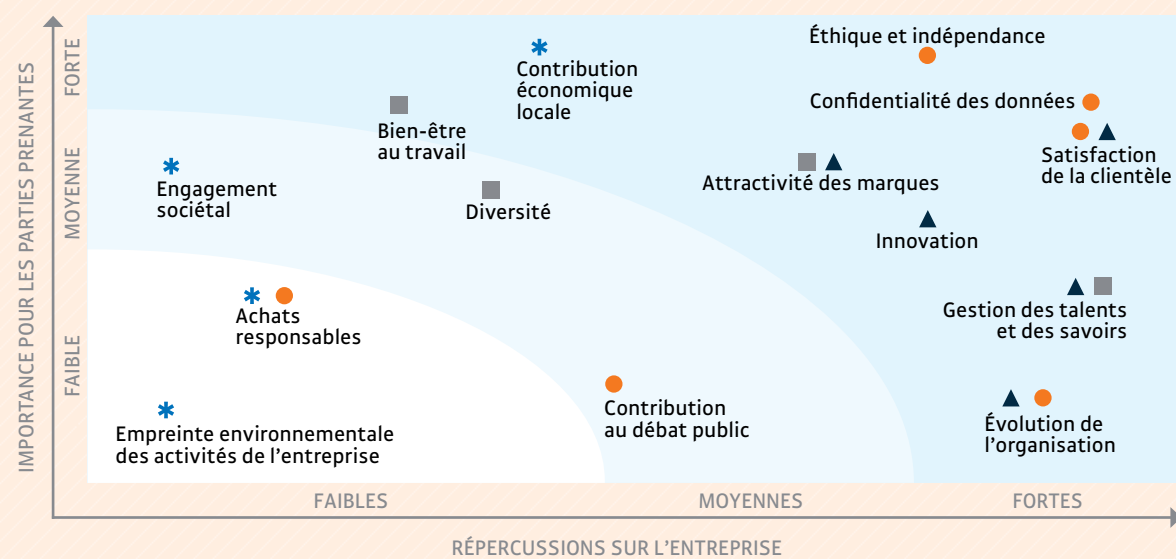 IMPORTANCE POUR LES PARTIES PRENANTES
FORTE
MOYENNE
FAIBLE
Éthique et indépendance
Contribution
économique
locale
Confidentialité des données
Bien-être
au travail
Satisfaction
de la clientèle
Attractivité des marques
Engagement
sociétal
Diversité
Innovation
Gestion des talents
et des savoirs
Achats
responsables
Contribution
au débat public
Évolution de
l’organisation
Empreinte environnementale
des activités de l’entreprise
FAIBLES
MOYENNES
FORTES
RÉPERCUSSIONS SUR L’ENTREPRISE